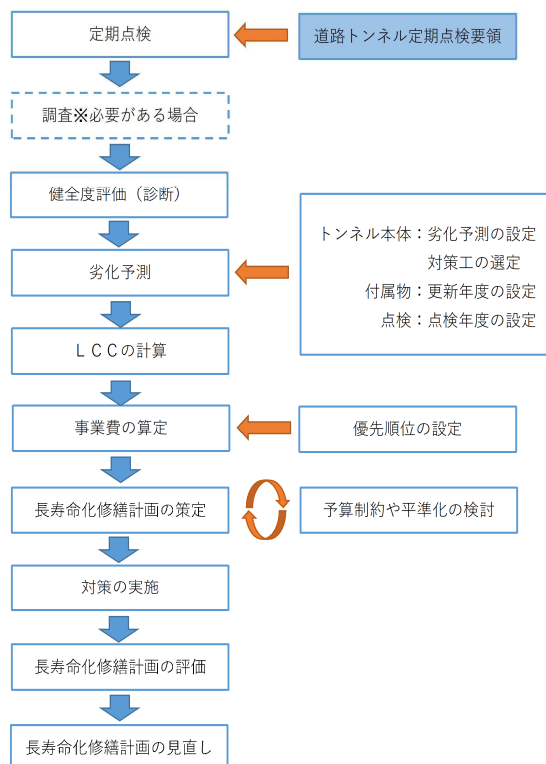 定期点検
道路トンネル定期点検要領
調査※必要がある場合
健全度評価（診断）
劣化予測
トンネル本体：劣化予測の設定
対策工の選定
付属物：更新年度の設定
点検：点検年度の設定
ＬＣＣの計算
事業費の算定
優先順位の設定
長寿命化修繕計画の策定
予算制約や平準化の検討
対策の実施
長寿命化修繕計画の評価
長寿命化修繕計画の見直し